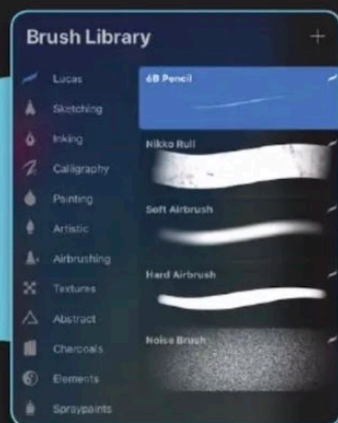 Brush Library
Lucas
Sketching
Inking
Calligraphy
Painting
Artistic
Airbrushing
Textures
Abstract
Charcoals
Elements
Spraypaints
6B Pencil
Nikko Rull
Soft Airbrush
Hard Airbrush
Noise Brush